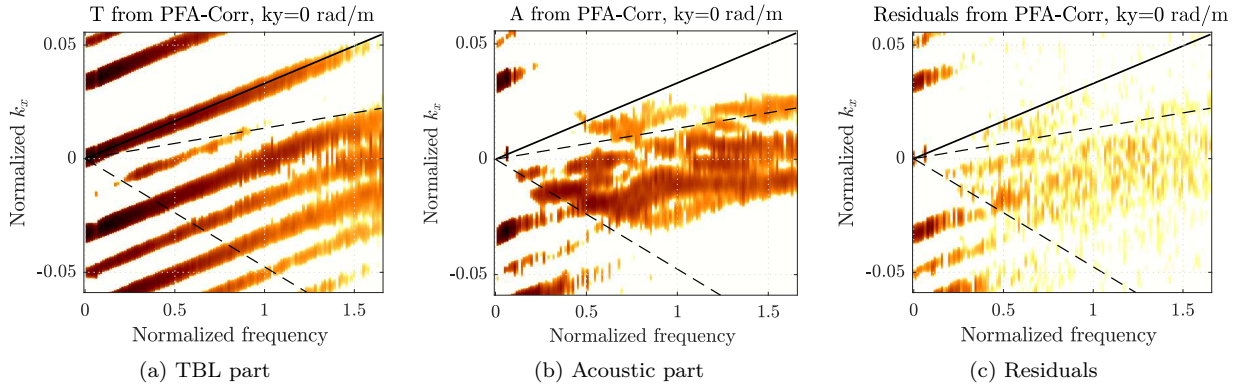 T from PFA-Corr, ky=0 rad/m
A from PFA-Corr, ky=0 rad/m
Residuals from PFA-Corr, ky=0 rad/m
0.05
0
-0.05
Normalized $k_x$
0
0.5
1
1.5
Normalized frequency
0.05
0
-0.05
Normalized $k_x$
0
0.5
1
1.5
Normalized frequency
0.05
0
-0.05
Normalized $k_x$
0
0.5
1
1.5
Normalized frequency
(a) TBL part
(b) Acoustic part
(c) Residuals